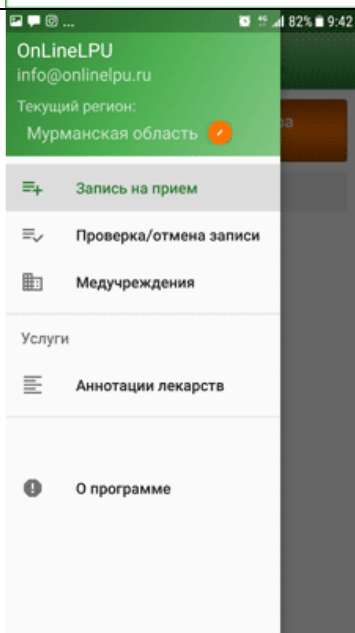 82% 9:42
OnLineLPU
info@onlinelpu.ru
Текущий регион:
Мурманская область
Запись на прием
Проверка/отмена записи
Медучреждения
Услуги
Аннотации лекарств
О программе